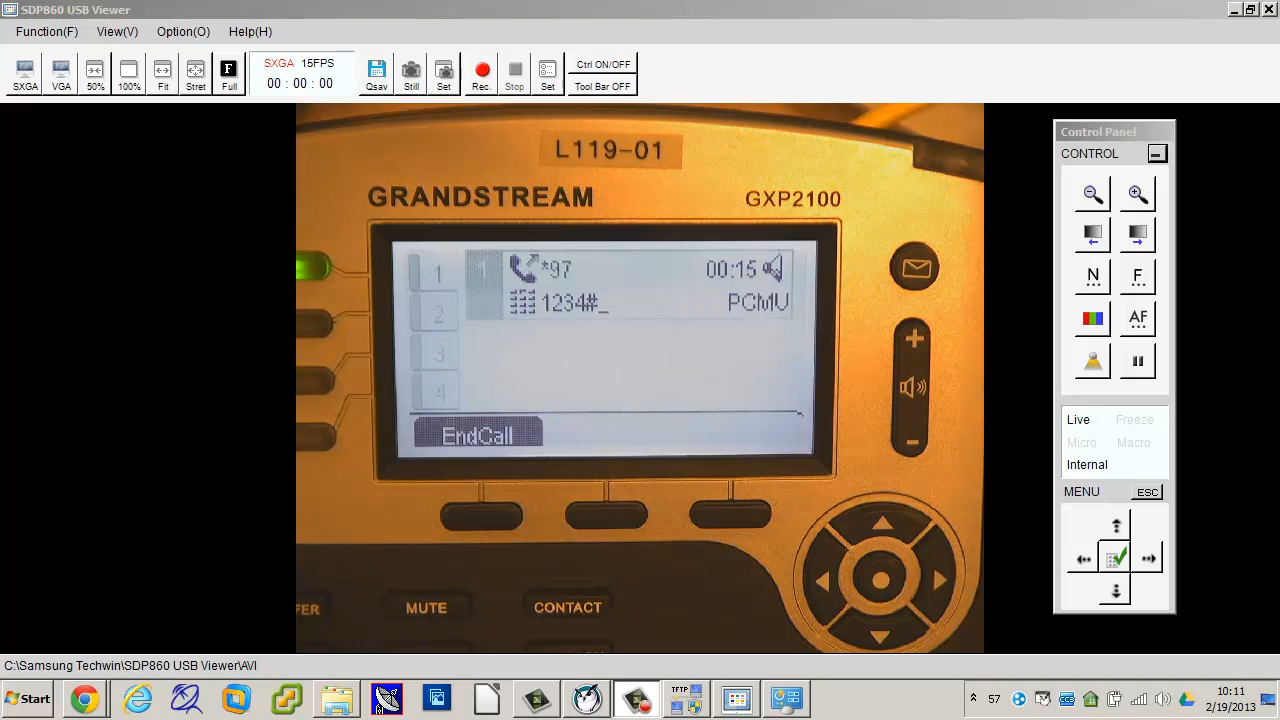 SDP860 USB Viewer
Function(F) View(V) Option(O) Help(H)
SXGA VGA 50% 100% Fit Stret F Full
SXGA 15FPS
00 : 00 : 00
Qsav Still Set Rec. Stop Set
Ctrl ON/OFF
Tool Bar OFF
L119-01
GRANDSTREAM GXP2100
1 1 *97 00:15
2 1234#_ PCMU
3
4
EndCall
MUTE CONTACT
FER
Control Panel
CONTROL
N F
AF
Live Freeze
Micro Macro
Internal
MENU ESC
C:\Samsung Techwin\SDP860 USB Viewer\AVI
Start TFTP 57 10:11
2/19/2013